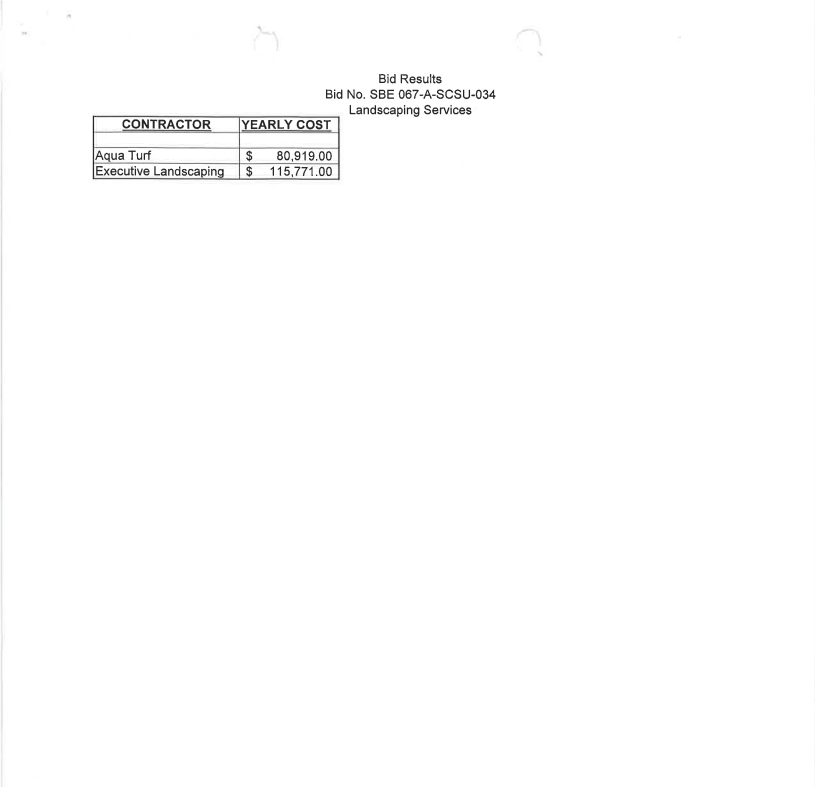 Bid Results
Bid No. SBE 067-A-SCSU-034
Landscaping Services
CONTRACTOR YEARLY COST
Aqua Turf $ 80,919.00
Executive Landscaping $ 115,771.00